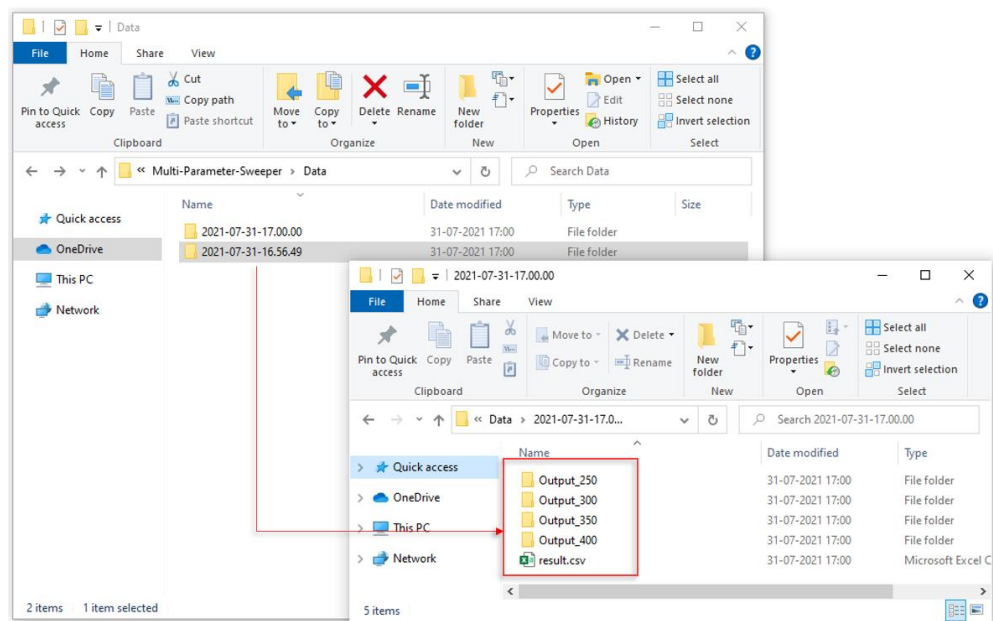 Data
File Home Share View
Pin to Quick access Copy Paste Cut Copy path Paste shortcut Move to Copy to Delete Rename New folder Properties Open Edit History Select all Select none Invert selection
Clipboard Organize New Open Select
« Multi-Parameter-Sweeper > Data Search Data
Name Date modified Type Size
Quick access
OneDrive
This PC
Network
2021-07-31-17.00.00 31-07-2021 17:00 File folder
2021-07-31-16.56.49 31-07-2021 17:00 File folder
2 items 1 item selected
2021-07-31-17.00.00
File Home Share View
Pin to Quick access Copy Paste Move to Copy to Delete Rename New folder Properties Select all Select none Invert selection
Clipboard Organize New Open Select
« Data > 2021-07-31-17.0... Search 2021-07-31-17.00.00
Name Date modified Type
Quick access
OneDrive
This PC
Network
Output_250 31-07-2021 17:00 File folder
Output_300 31-07-2021 17:00 File folder
Output_350 31-07-2021 17:00 File folder
Output_400 31-07-2021 17:00 File folder
result.csv 31-07-2021 17:00 Microsoft Excel C
5 items